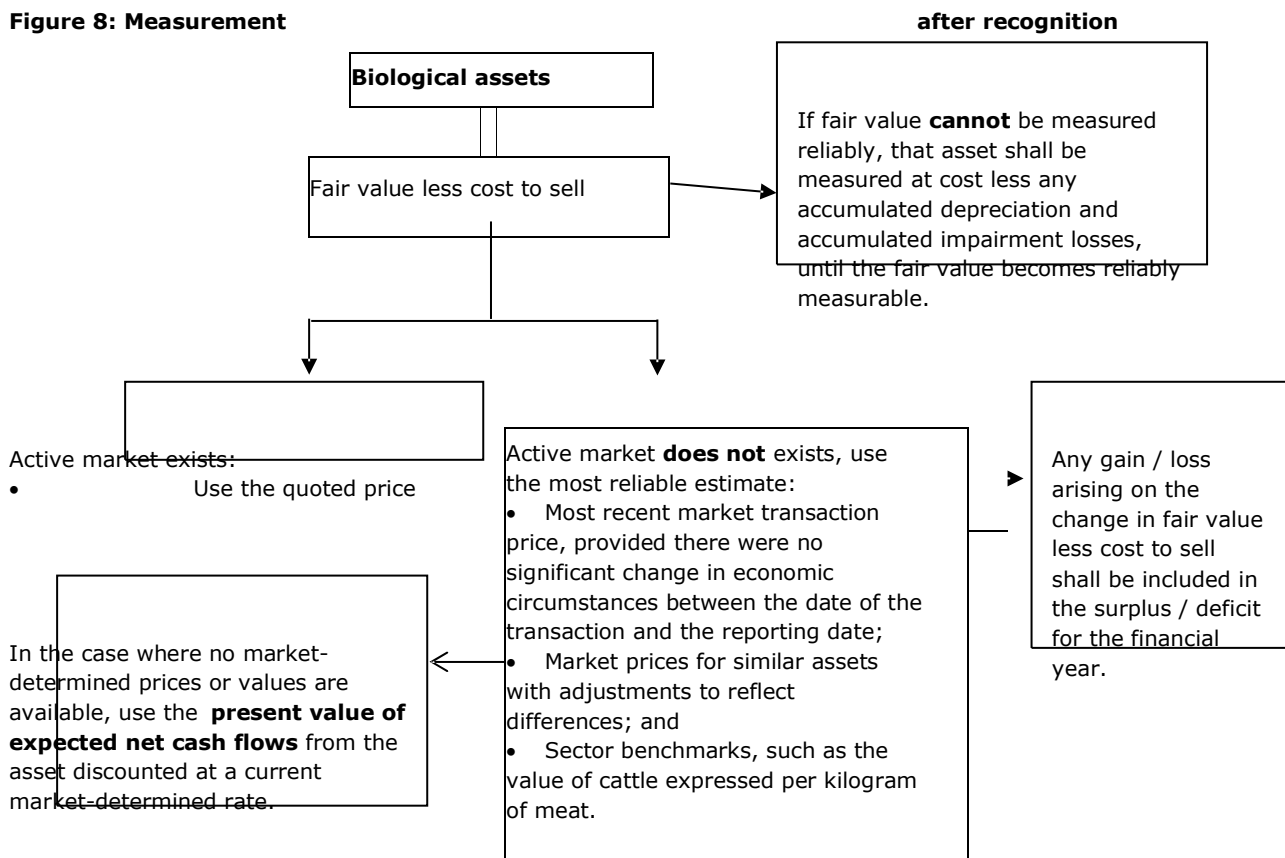 Figure 8: Measurement after recognition
Biological assets
Fair value less cost to sell
If fair value cannot be measured
reliably, that asset shall be
measured at cost less any
accumulated depreciation and
accumulated impairment losses,
until the fair value becomes reliably
measurable.
Active market exists:
• Use the quoted price
Active market does not exists, use
the most reliable estimate:
• Most recent market transaction
price, provided there were no
significant change in economic
circumstances between the date of the
transaction and the reporting date;
• Market prices for similar assets
with adjustments to reflect
differences; and
• Sector benchmarks, such as the
value of cattle expressed per kilogram
of meat.
Any gain / loss
arising on the
change in fair value
less cost to sell
shall be included in
the surplus / deficit
for the financial
year.
In the case where no market-
determined prices or values are
available, use the present value of
expected net cash flows from the
asset discounted at a current
market-determined rate.